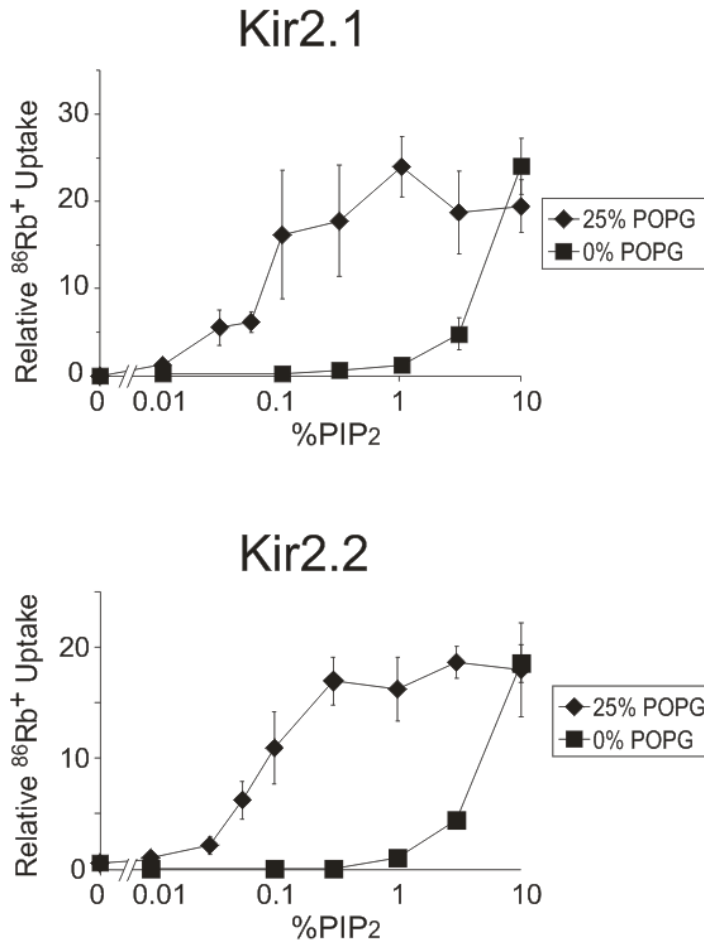 Kir2.1
Relative ⁸⁶Rb⁺ Uptake
30
20
10
0
0 0.01 0.1 1 10
%PIP₂
25% POPG
0% POPG
Kir2.2
Relative ⁸⁶Rb⁺ Uptake
20
10
0
0 0.01 0.1 1 10
%PIP₂
25% POPG
0% POPG